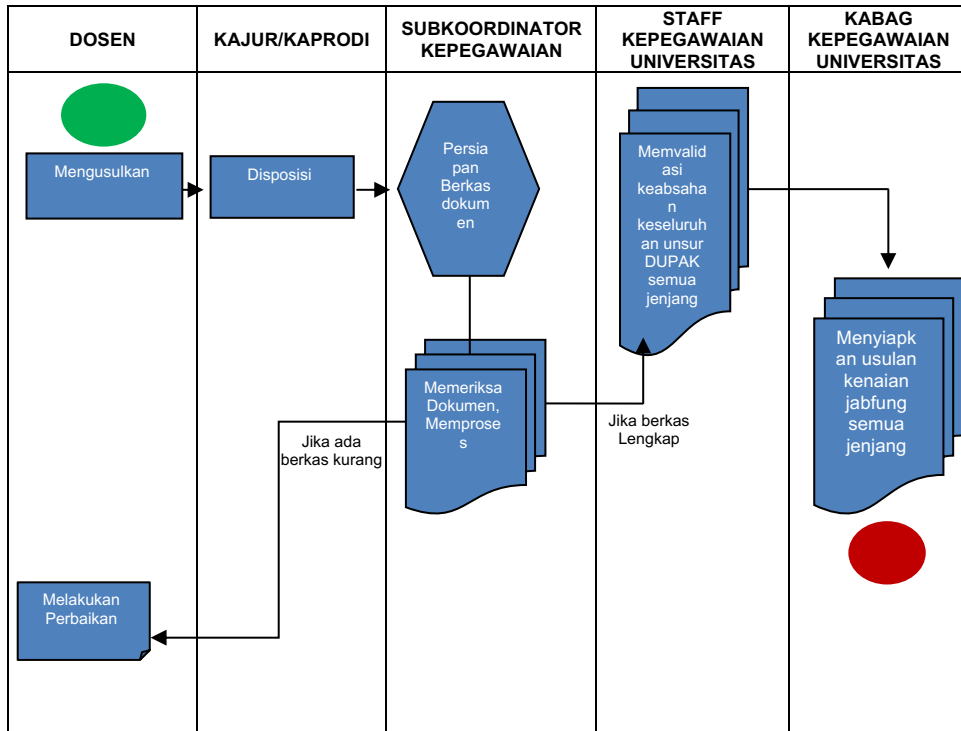 DOSEN
KAJUR/KAPRODI
SUBKOORDINATOR
KEPEGAWAIAN
STAFF
KEPEGAWAIAN
UNIVERSITAS
KABAG
KEPEGAWAIAN
UNIVERSITAS
Mengusulkan
Disposisi
Persia
pan
Berkas
dokum
en
Memvalid
asi
keabsaha
n
keseluruh
an unsur
DUPAK
semua
jenjang
Menyiapk
an usulan
kenaian
jabfung
semua
jenjang
Memeriksa
Dokumen,
Memprose
s
Jika berkas
Lengkap
Jika ada
berkas kurang
Melakukan
Perbaikan